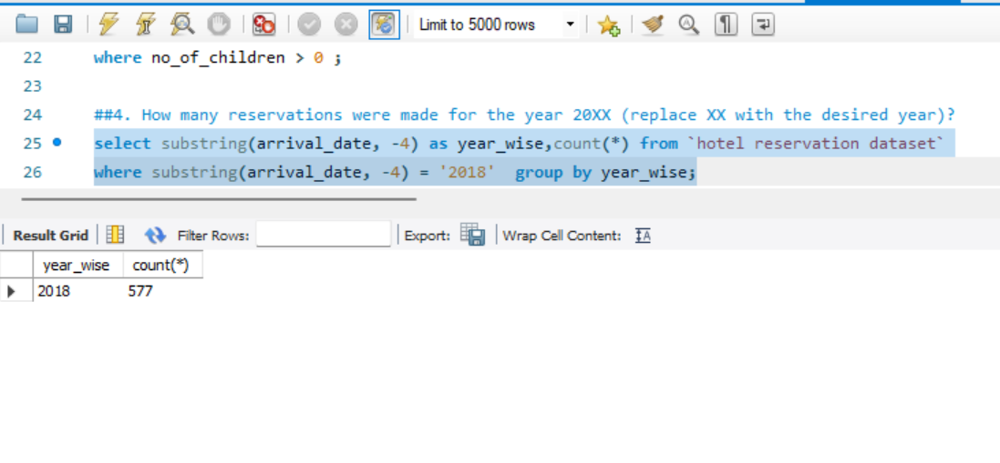 Limit to 5000 rows
22 where no_of_children > 0 ;
23
24 ##4. How many reservations were made for the year 20XX (replace XX with the desired year)?
25 select substring(arrival_date, -4) as year_wise,count(*) from `hotel reservation dataset`
26 where substring(arrival_date, -4) = '2018'  group by year_wise;
Result Grid Filter Rows: Export: Wrap Cell Content: IA
year_wise count(*)
2018 577